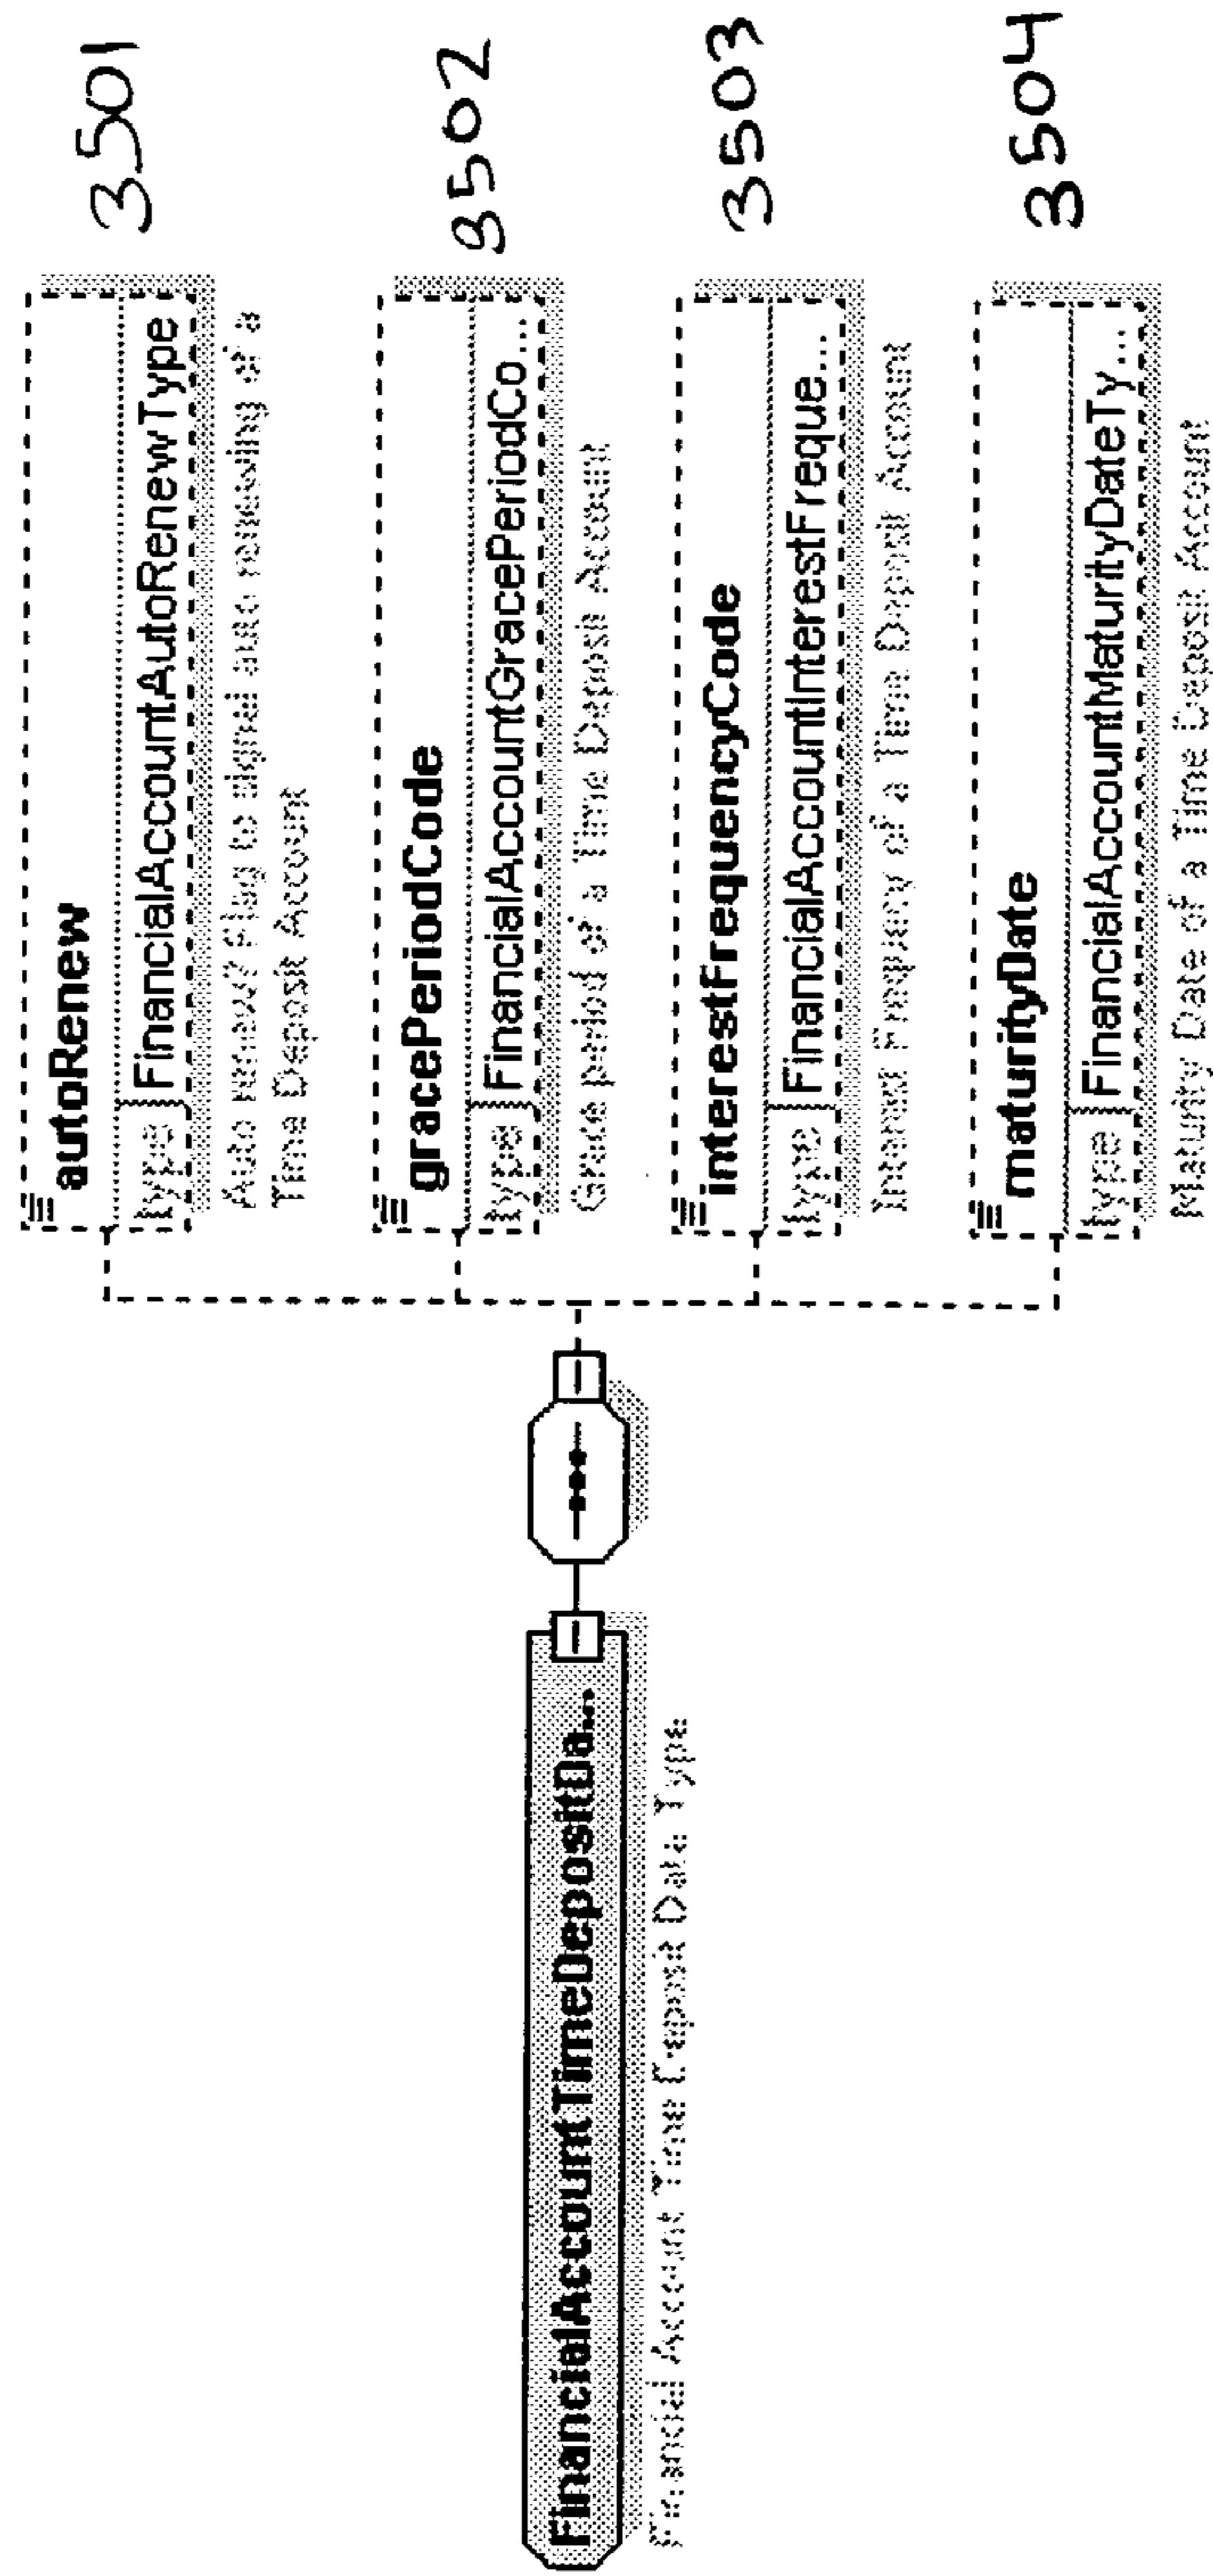 autoRenew
type FinancialAccountAutoRenewType
3501
Auto renew? Flag to signal auto renewing of a
Time Deposit Account
gracePeriodCode
type FinancialAccountGracePeriodCo...
3502
Grace period of a Time Deposit Account
FinancialAccountTimeDepositDa...
Financial Account Time Deposit Data Type
interestFrequencyCode
type FinancialAccountInterestFreque...
3503
Interest Frequency of a Time Deposit Account
maturityDate
type FinancialAccountMaturityDateTy...
3504
Maturity Date of a Time Deposit Account